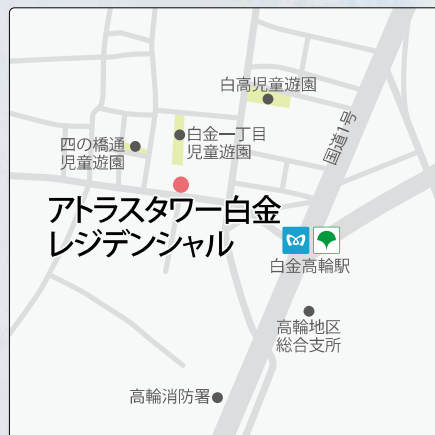 白高児童遊園
国道1号
四の橋通
児童遊園
白金一丁目
児童遊園
アトラスタワー白金
レジデンシャル
白金高輪駅
高輪地区
総合支所
高輪消防署